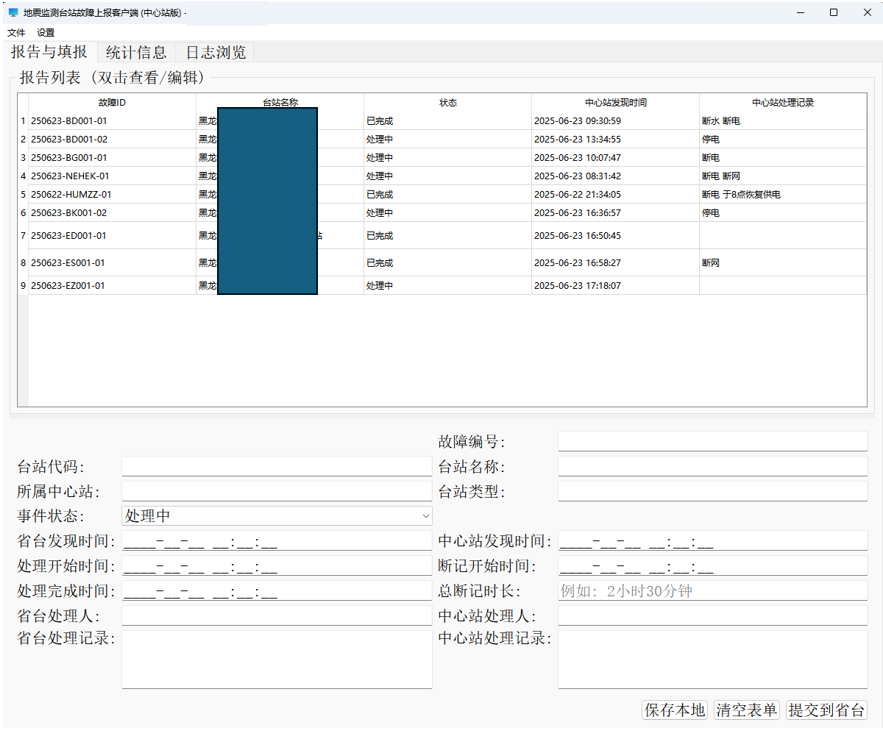 地震监测台站故障上报客户端 (中心站版) -
文件 设置
报告与填报 统计信息 日志浏览
报告列表 (双击查看/编辑)
故障ID 台站名称 状态 中心站发现时间 中心站处理记录
1 250623-BD001-01 黑龙 已完成 2025-06-23 09:30:59 断水 断电
2 250623-BD001-02 黑龙 处理中 2025-06-23 13:34:55 停电
3 250623-BG001-01 黑龙 处理中 2025-06-23 10:07:47 断电
4 250623-NEHEK-01 黑龙 处理中 2025-06-23 08:31:42 断电 断网
5 250622-HUMZZ-01 黑龙 已完成 2025-06-22 21:34:05 断电 于8点恢复供电
6 250623-BK001-02 黑龙 处理中 2025-06-23 16:36:57 停电
7 250623-ED001-01 黑龙 已完成 2025-06-23 16:50:45
8 250623-ES001-01 黑龙 已完成 2025-06-23 16:58:27 断网
9 250623-EZ001-01 黑龙 处理中 2025-06-23 17:18:07
故障编号:
台站代码: 台站名称:
所属中心站: 台站类型:
事件状态: 处理中
省台发现时间: ____-__-__ __:__:__ 中心站发现时间: ____-__-__ __:__:__
处理开始时间: ____-__-__ __:__:__ 断记开始时间: ____-__-__ __:__:__
处理完成时间: ____-__-__ __:__:__ 总断记时长: 例如: 2小时30分钟
省台处理人: 中心站处理人:
省台处理记录: 中心站处理记录:
保存本地 清空表单 提交到省台